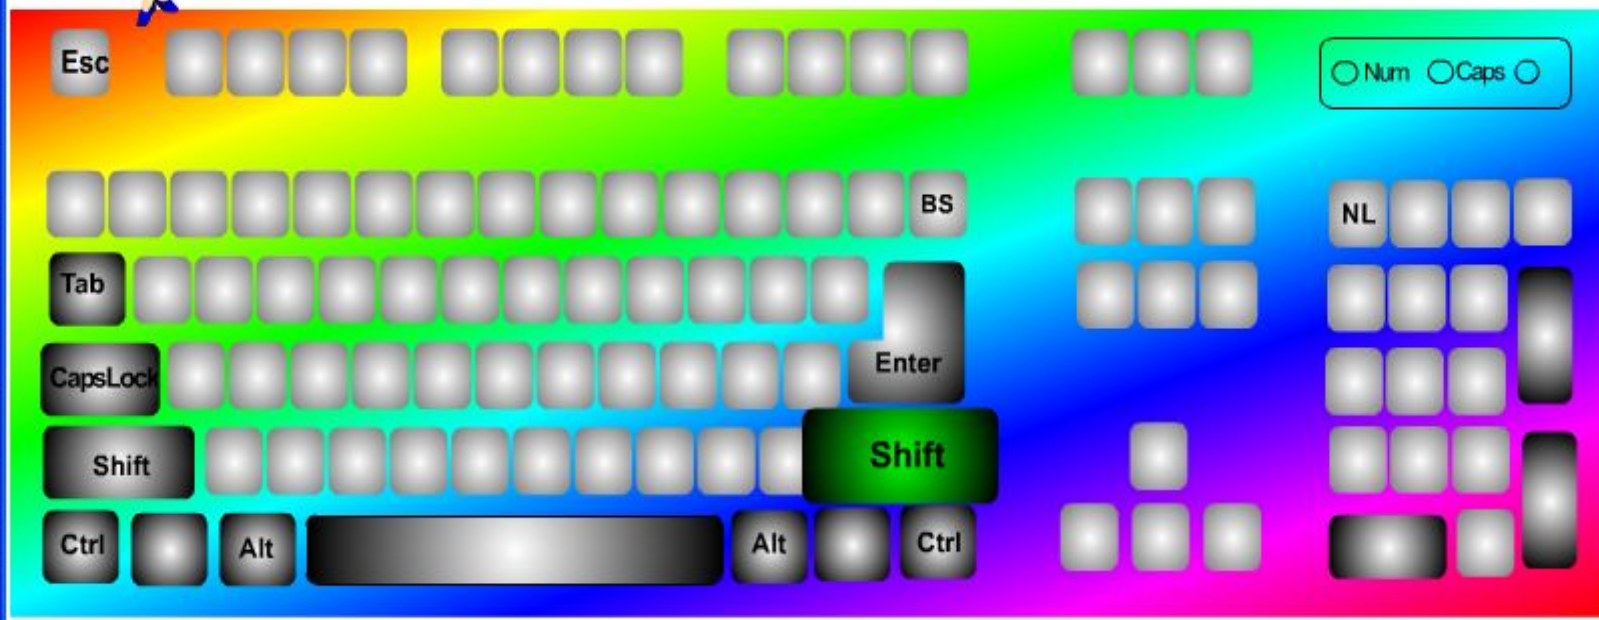 Esc
Num Caps
BS
NL
Tab
CapsLock
Enter
Shift
Shift
Ctrl
Alt
Alt
Ctrl